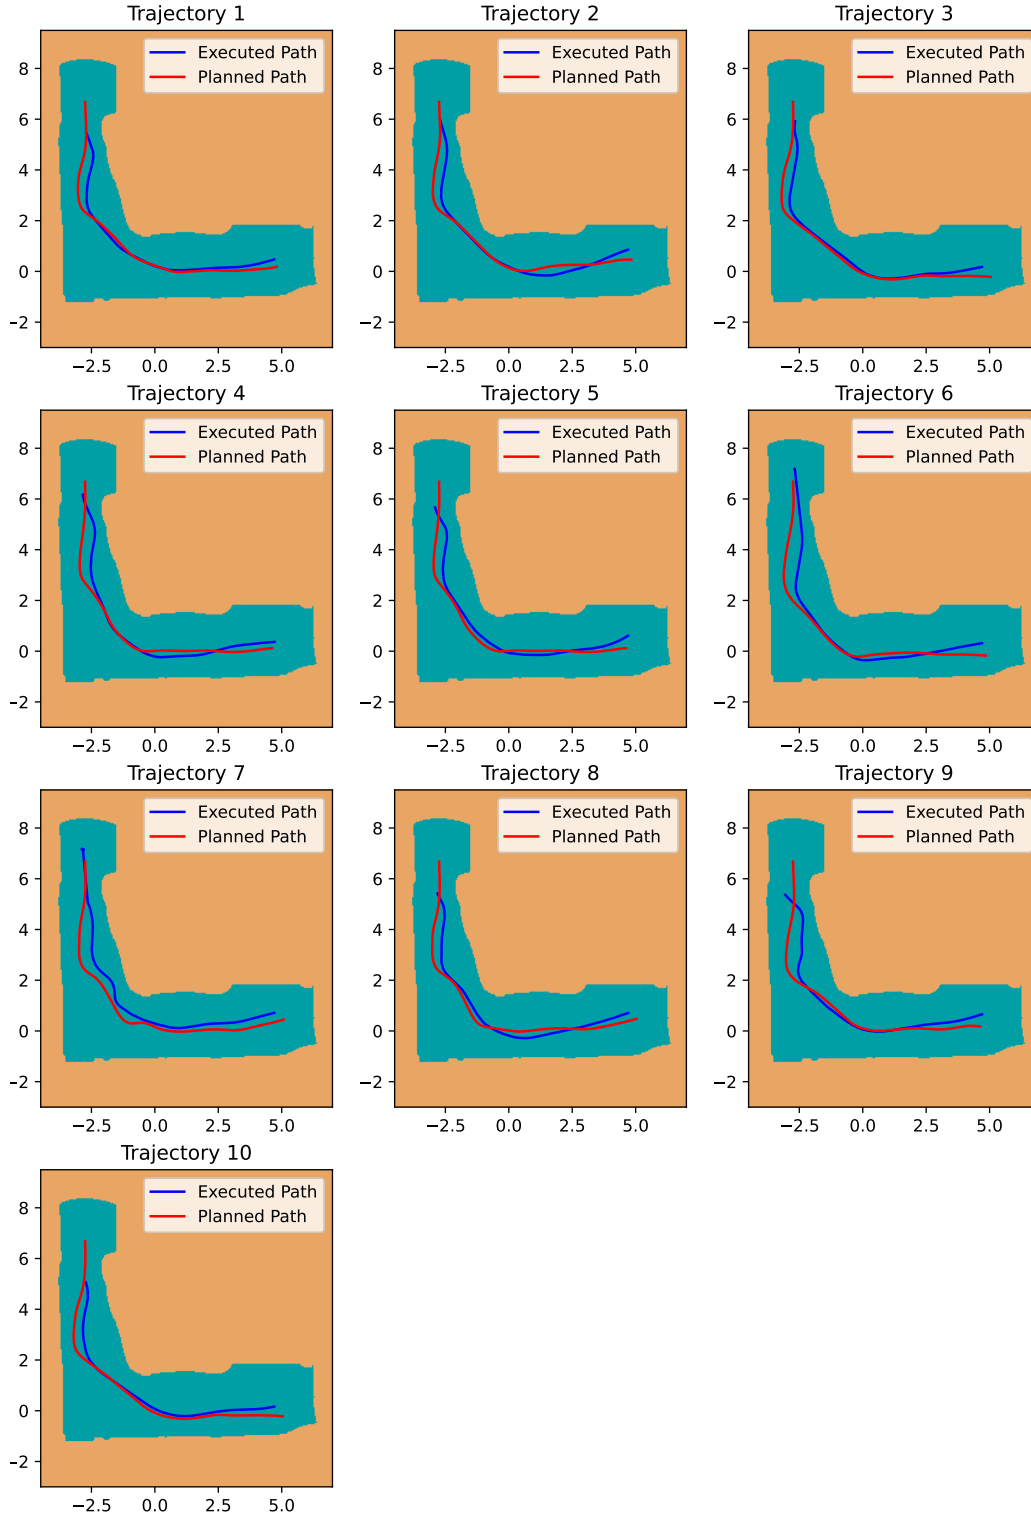 Trajectory 1
Trajectory 2
Trajectory 3
Executed Path
Planned Path
8
6
4
2
0
−2
−2.5 0.0 2.5 5.0
Executed Path
Planned Path
8
6
4
2
0
−2
−2.5 0.0 2.5 5.0
Executed Path
Planned Path
8
6
4
2
0
−2
−2.5 0.0 2.5 5.0
Trajectory 4
Trajectory 5
Trajectory 6
Executed Path
Planned Path
8
6
4
2
0
−2
−2.5 0.0 2.5 5.0
Executed Path
Planned Path
8
6
4
2
0
−2
−2.5 0.0 2.5 5.0
Executed Path
Planned Path
8
6
4
2
0
−2
−2.5 0.0 2.5 5.0
Trajectory 7
Trajectory 8
Trajectory 9
Executed Path
Planned Path
8
6
4
2
0
−2
−2.5 0.0 2.5 5.0
Executed Path
Planned Path
8
6
4
2
0
−2
−2.5 0.0 2.5 5.0
Executed Path
Planned Path
8
6
4
2
0
−2
−2.5 0.0 2.5 5.0
Trajectory 10
Executed Path
Planned Path
8
6
4
2
0
−2
−2.5 0.0 2.5 5.0